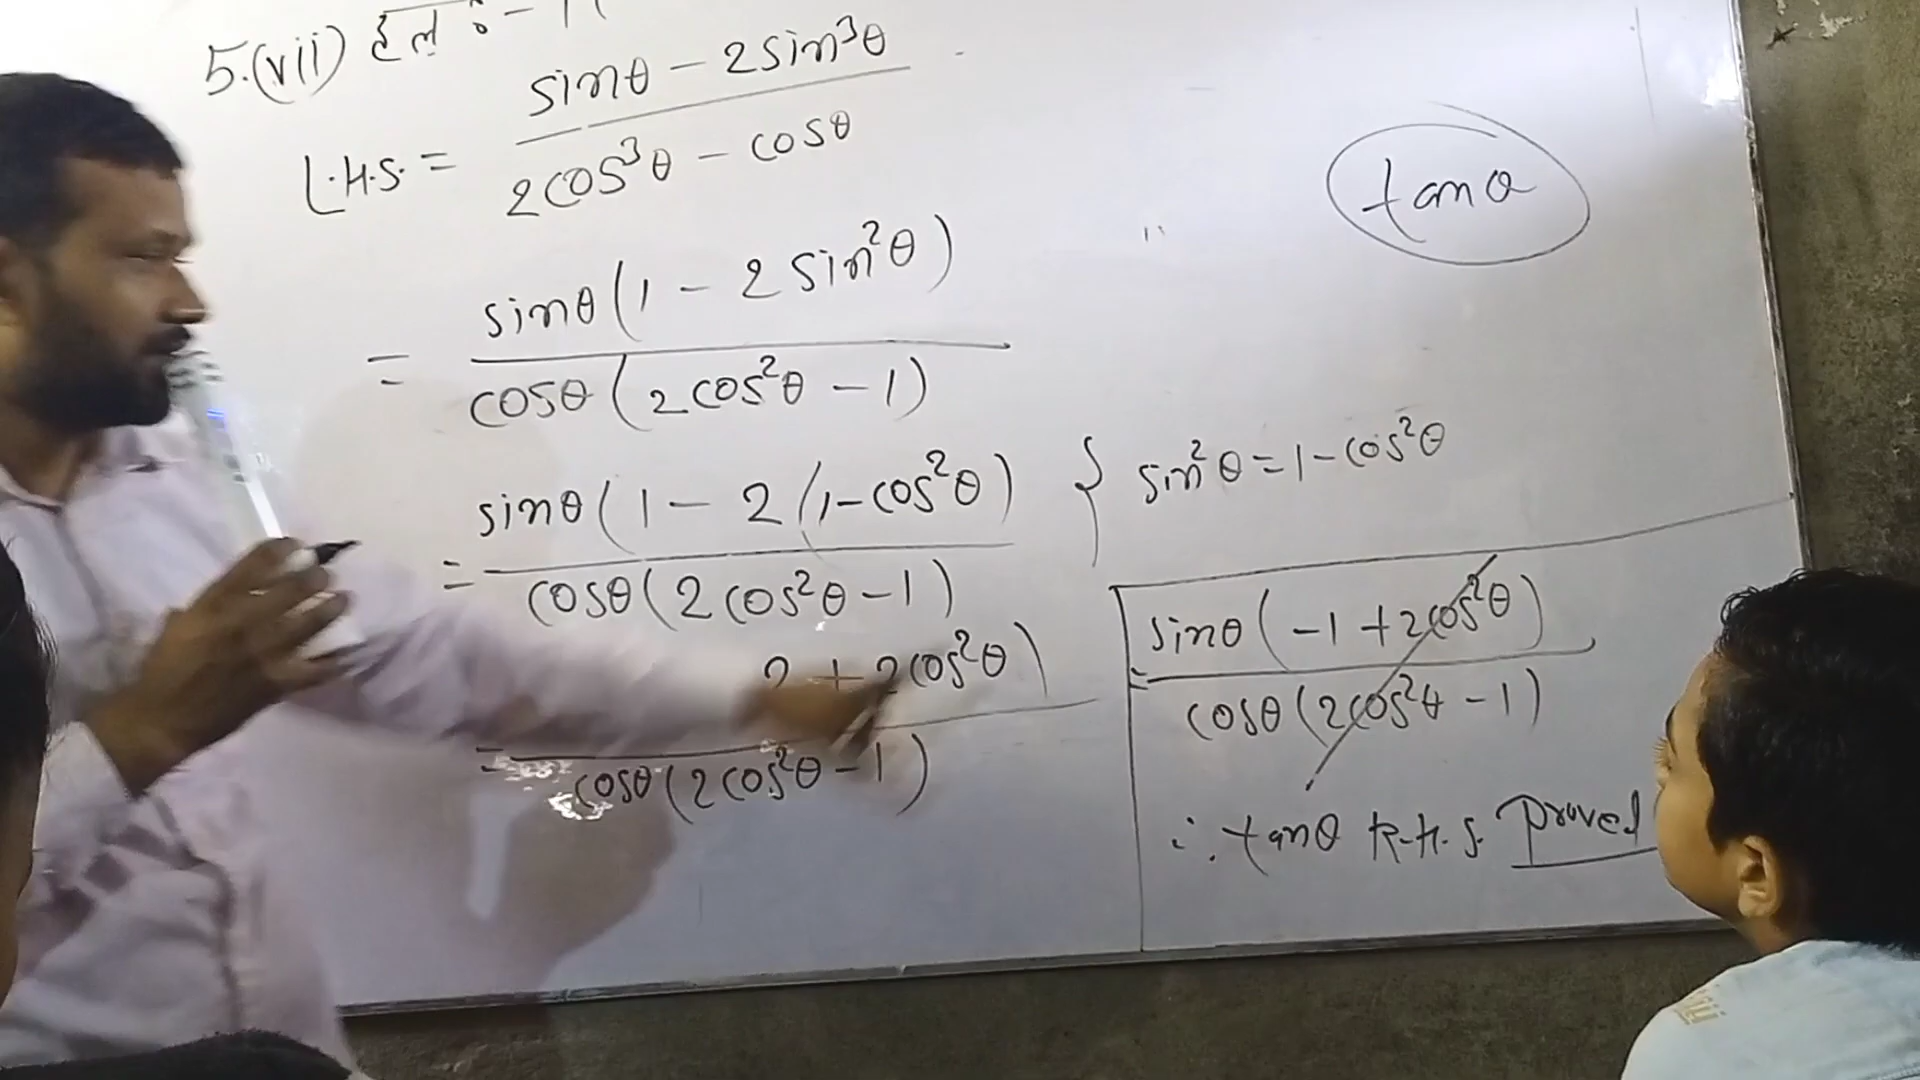 5.(vii) हल :-
L.H.S. = sinθ - 2sin³θ
2cos³θ - cosθ
tanθ
= sinθ(1 - 2sin²θ)
cosθ(2cos²θ - 1)
= sinθ(1 - 2(1-cos²θ)
cosθ(2cos²θ - 1)
} sin²θ = 1-cos²θ
2 + 2cos²θ)
= cosθ(2cos²θ - 1)
= sinθ(-1 + 2cos²θ)
cosθ(2cos²θ - 1)
∴ tanθ R.H.S. Proved